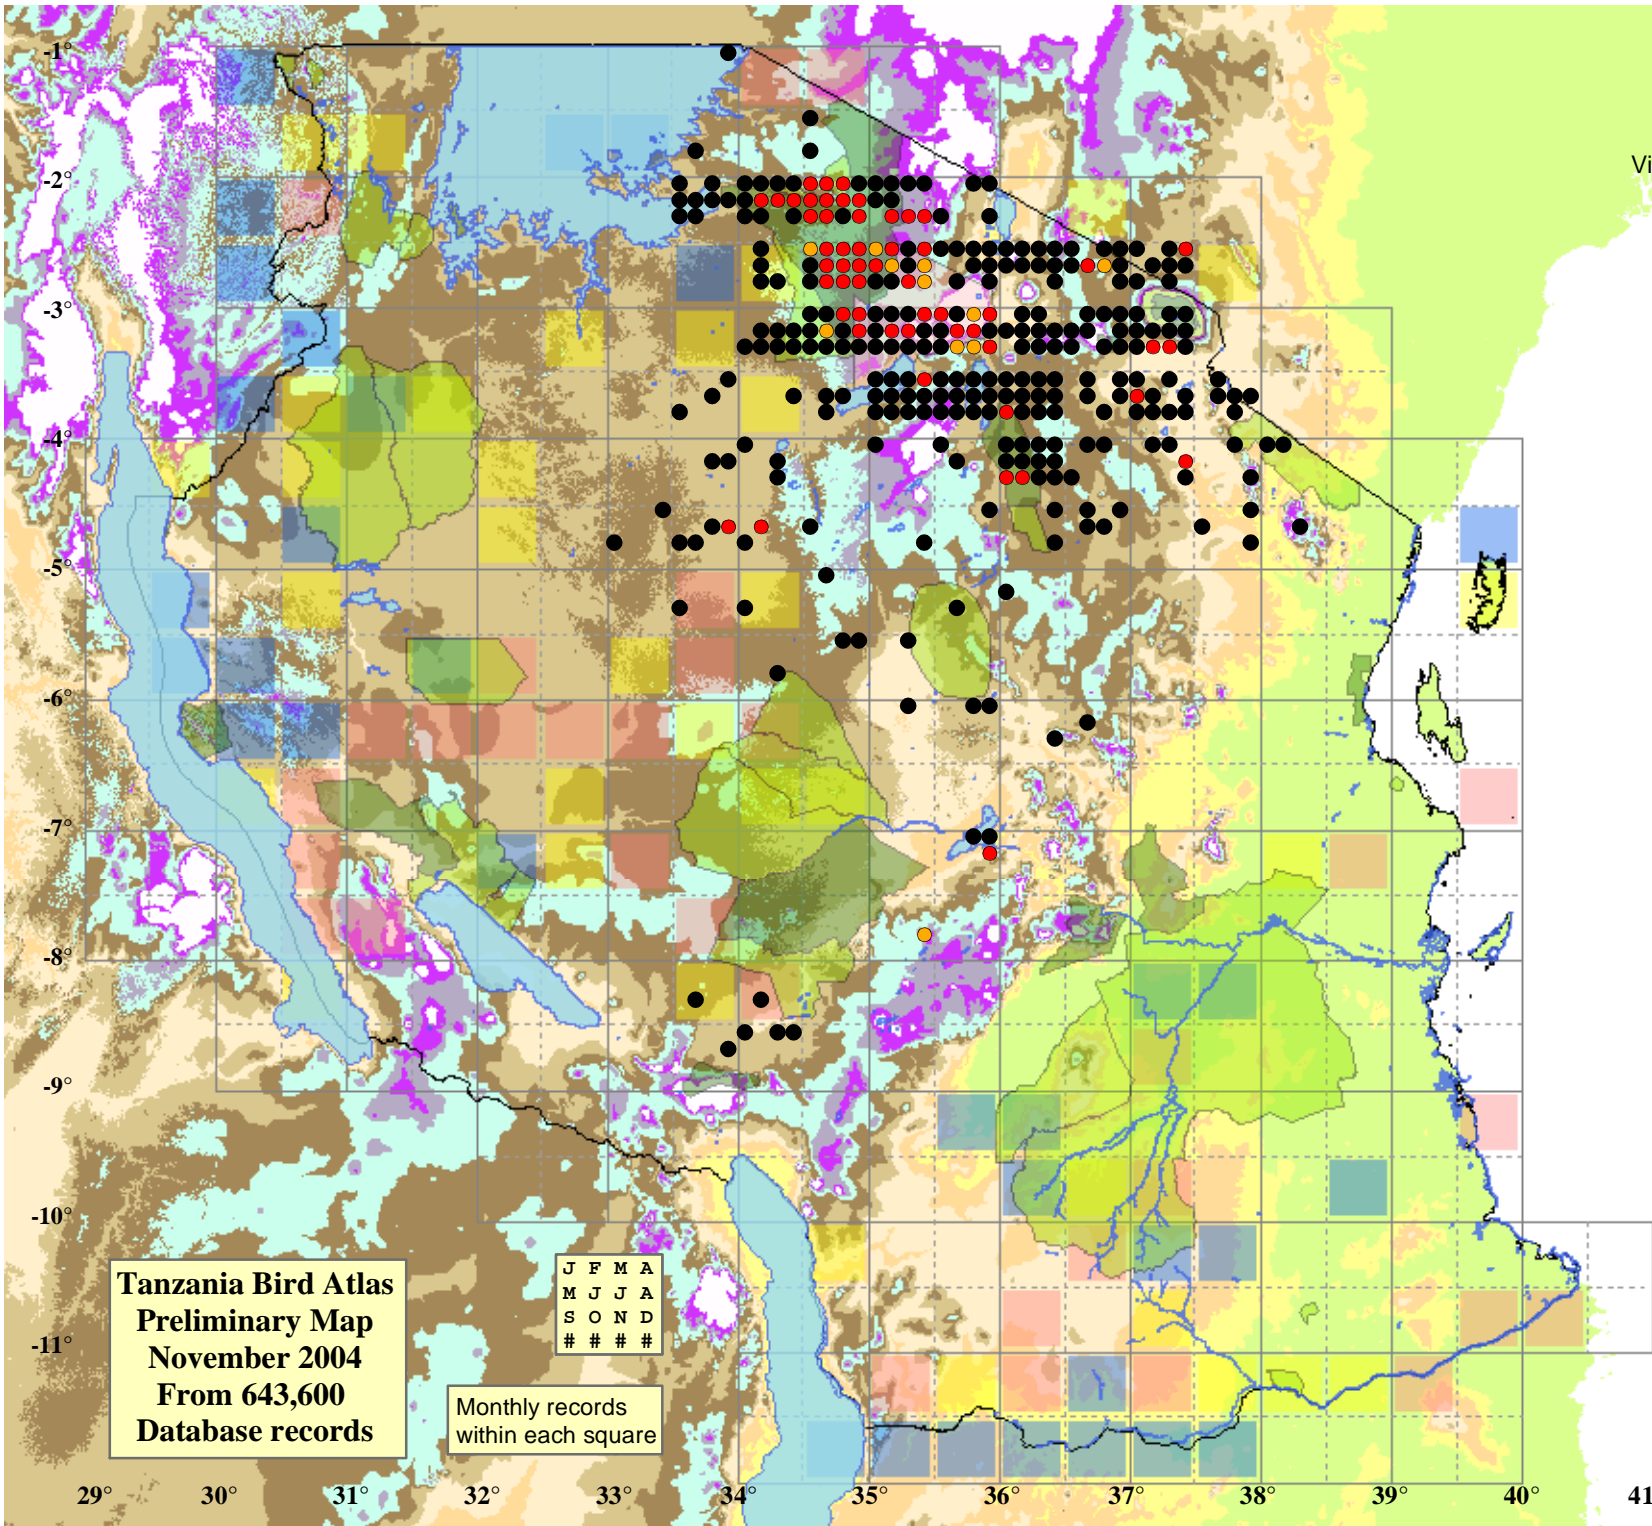 -1°
Vi
-2°
-3°
-4°
-5°
-6°
-7°
-8°
-9°
-10°
-11°
Tanzania Bird Atlas
Preliminary Map
November 2004
From 643,600
Database records
J F M A
M J J A
S O N D
# # # #
Monthly records
within each square
29° 30° 31° 32° 33° 34° 35° 36° 37° 38° 39° 40° 41